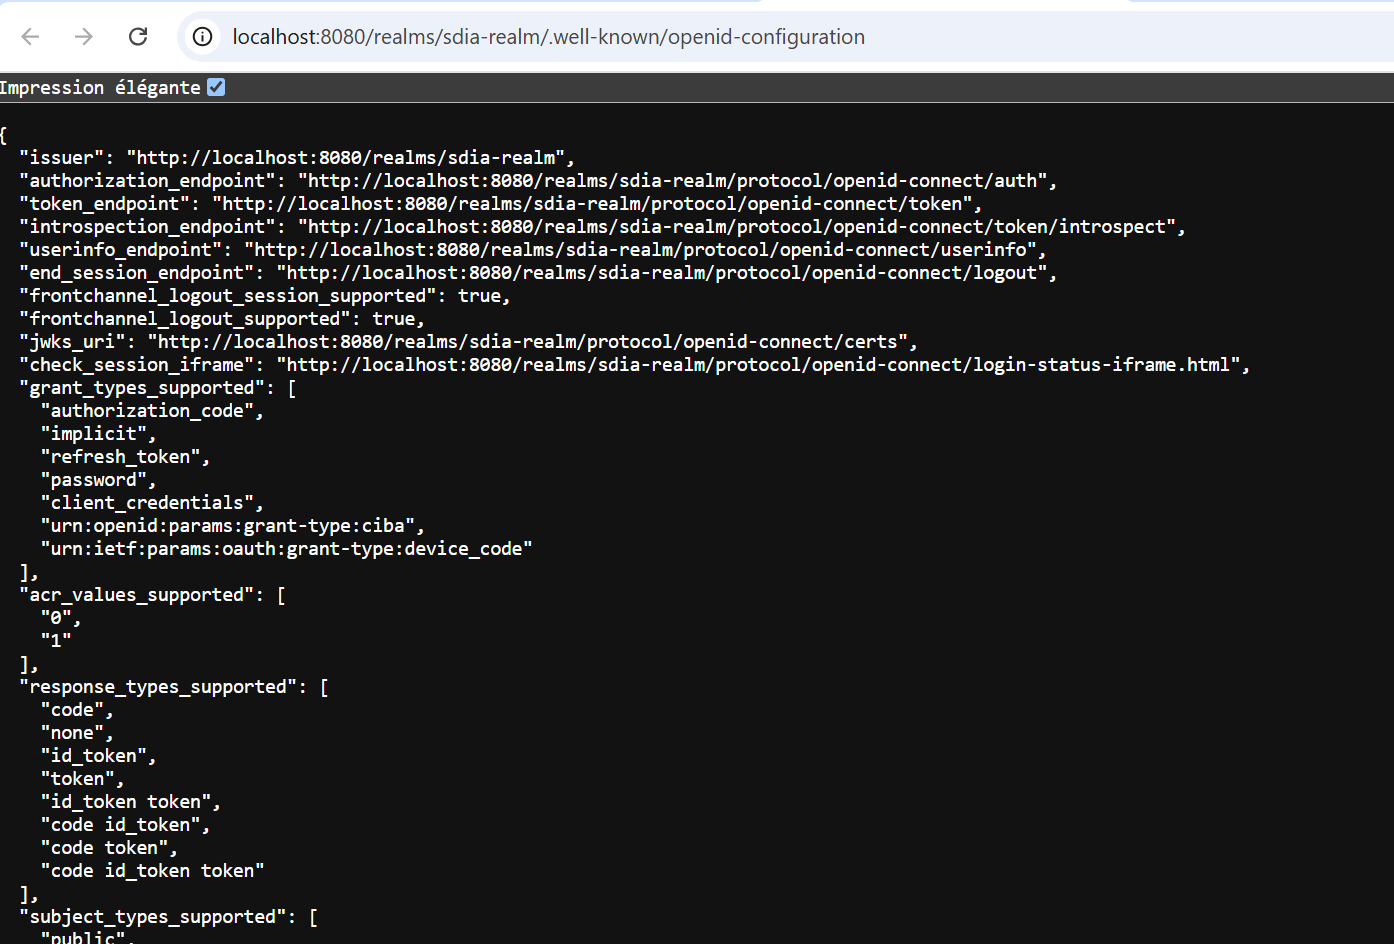 localhost:8080/realms/sdia-realm/.well-known/openid-configuration
Impression élégante
{
  "issuer": "http://localhost:8080/realms/sdia-realm",
  "authorization_endpoint": "http://localhost:8080/realms/sdia-realm/protocol/openid-connect/auth",
  "token_endpoint": "http://localhost:8080/realms/sdia-realm/protocol/openid-connect/token",
  "introspection_endpoint": "http://localhost:8080/realms/sdia-realm/protocol/openid-connect/token/introspect",
  "userinfo_endpoint": "http://localhost:8080/realms/sdia-realm/protocol/openid-connect/userinfo",
  "end_session_endpoint": "http://localhost:8080/realms/sdia-realm/protocol/openid-connect/logout",
  "frontchannel_logout_session_supported": true,
  "frontchannel_logout_supported": true,
  "jwks_uri": "http://localhost:8080/realms/sdia-realm/protocol/openid-connect/certs",
  "check_session_iframe": "http://localhost:8080/realms/sdia-realm/protocol/openid-connect/login-status-iframe.html",
  "grant_types_supported": [
    "authorization_code",
    "implicit",
    "refresh_token",
    "password",
    "client_credentials",
    "urn:openid:params:grant-type:ciba",
    "urn:ietf:params:oauth:grant-type:device_code"
  ],
  "acr_values_supported": [
    "0",
    "1"
  ],
  "response_types_supported": [
    "code",
    "none",
    "id_token",
    "token",
    "id_token token",
    "code id_token",
    "code token",
    "code id_token token"
  ],
  "subject_types_supported": [
    "public",